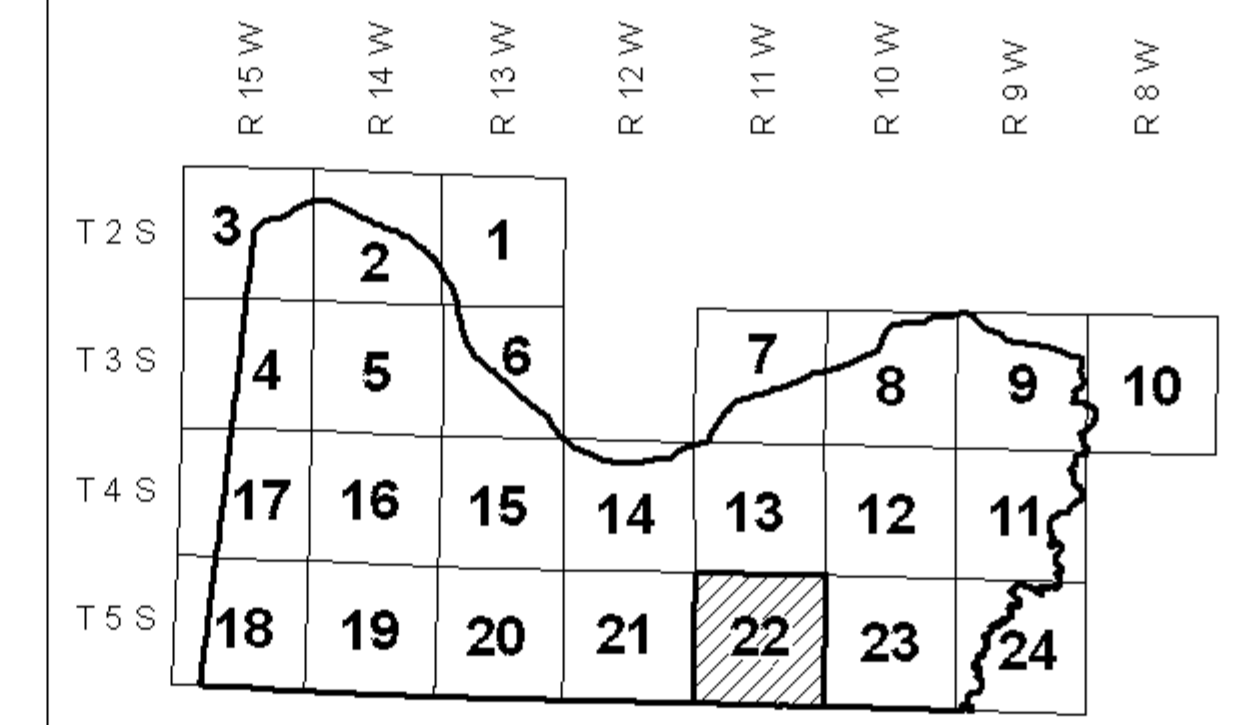 R 15 W R 14 W R 13 W R 12 W R 11 W R 10 W R 9 W R 8 W
T 2 S 3 2 1
T 3 S 4 5 6 7 8 9 10
T 4 S 17 16 15 14 13 12 11
T 5 S 18 19 20 21 22 23 24